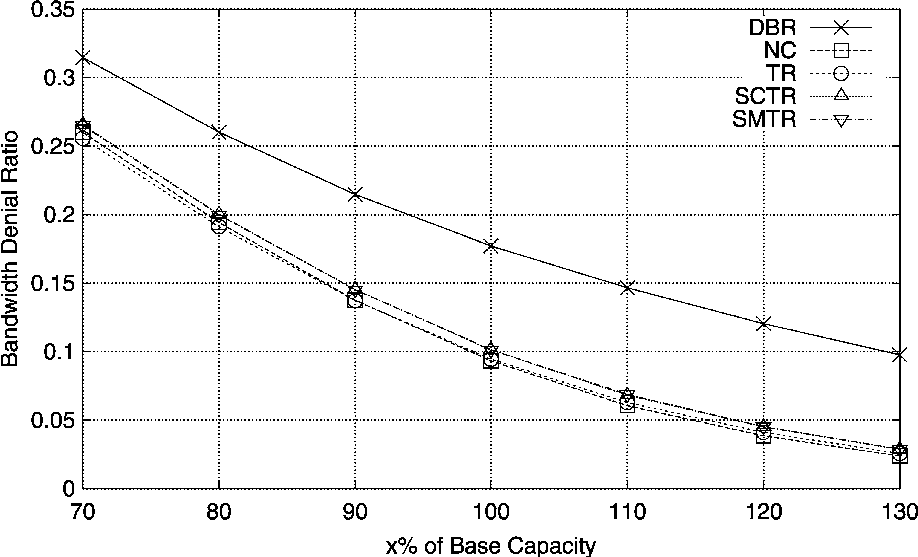 0.35
0.3
0.25
0.2
0.15
0.1
0.05
0
Bandwidth Denial Ratio
DBR
NC
TR
SCTR
SMTR
70 80 90 100 110 120 130
x% of Base Capacity